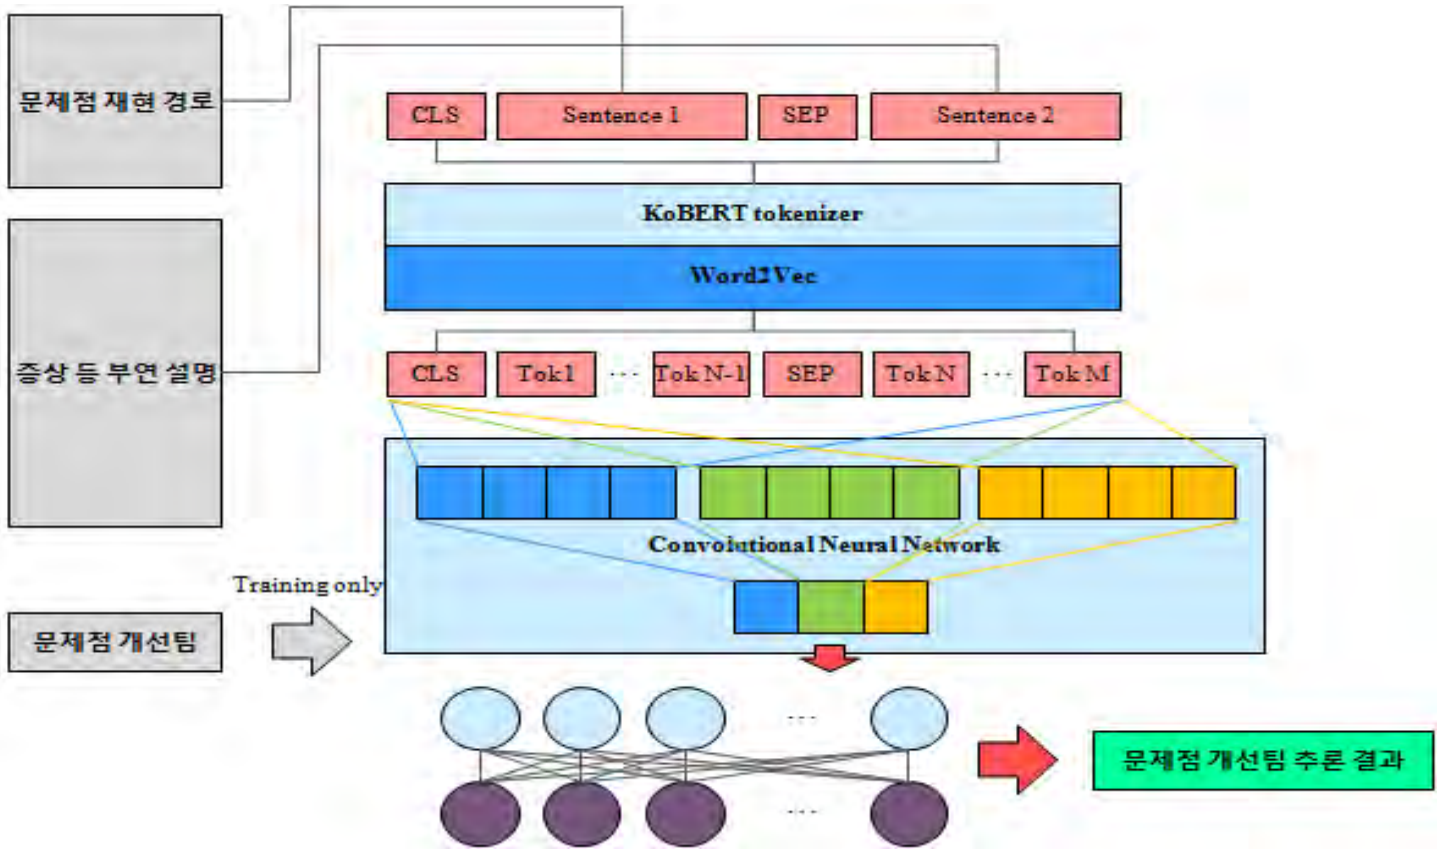 문제점 재현 경로
CLS Sentence 1 SEP Sentence 2
KoBERT tokenizer
Word2Vec
증상 등 부연 설명
CLS Tok1 ... Tok N-1 SEP Tok N ... Tok M
Convolutional Neural Network
Training only
문제점 개선팀
...
문제점 개선팀 추론 결과
...